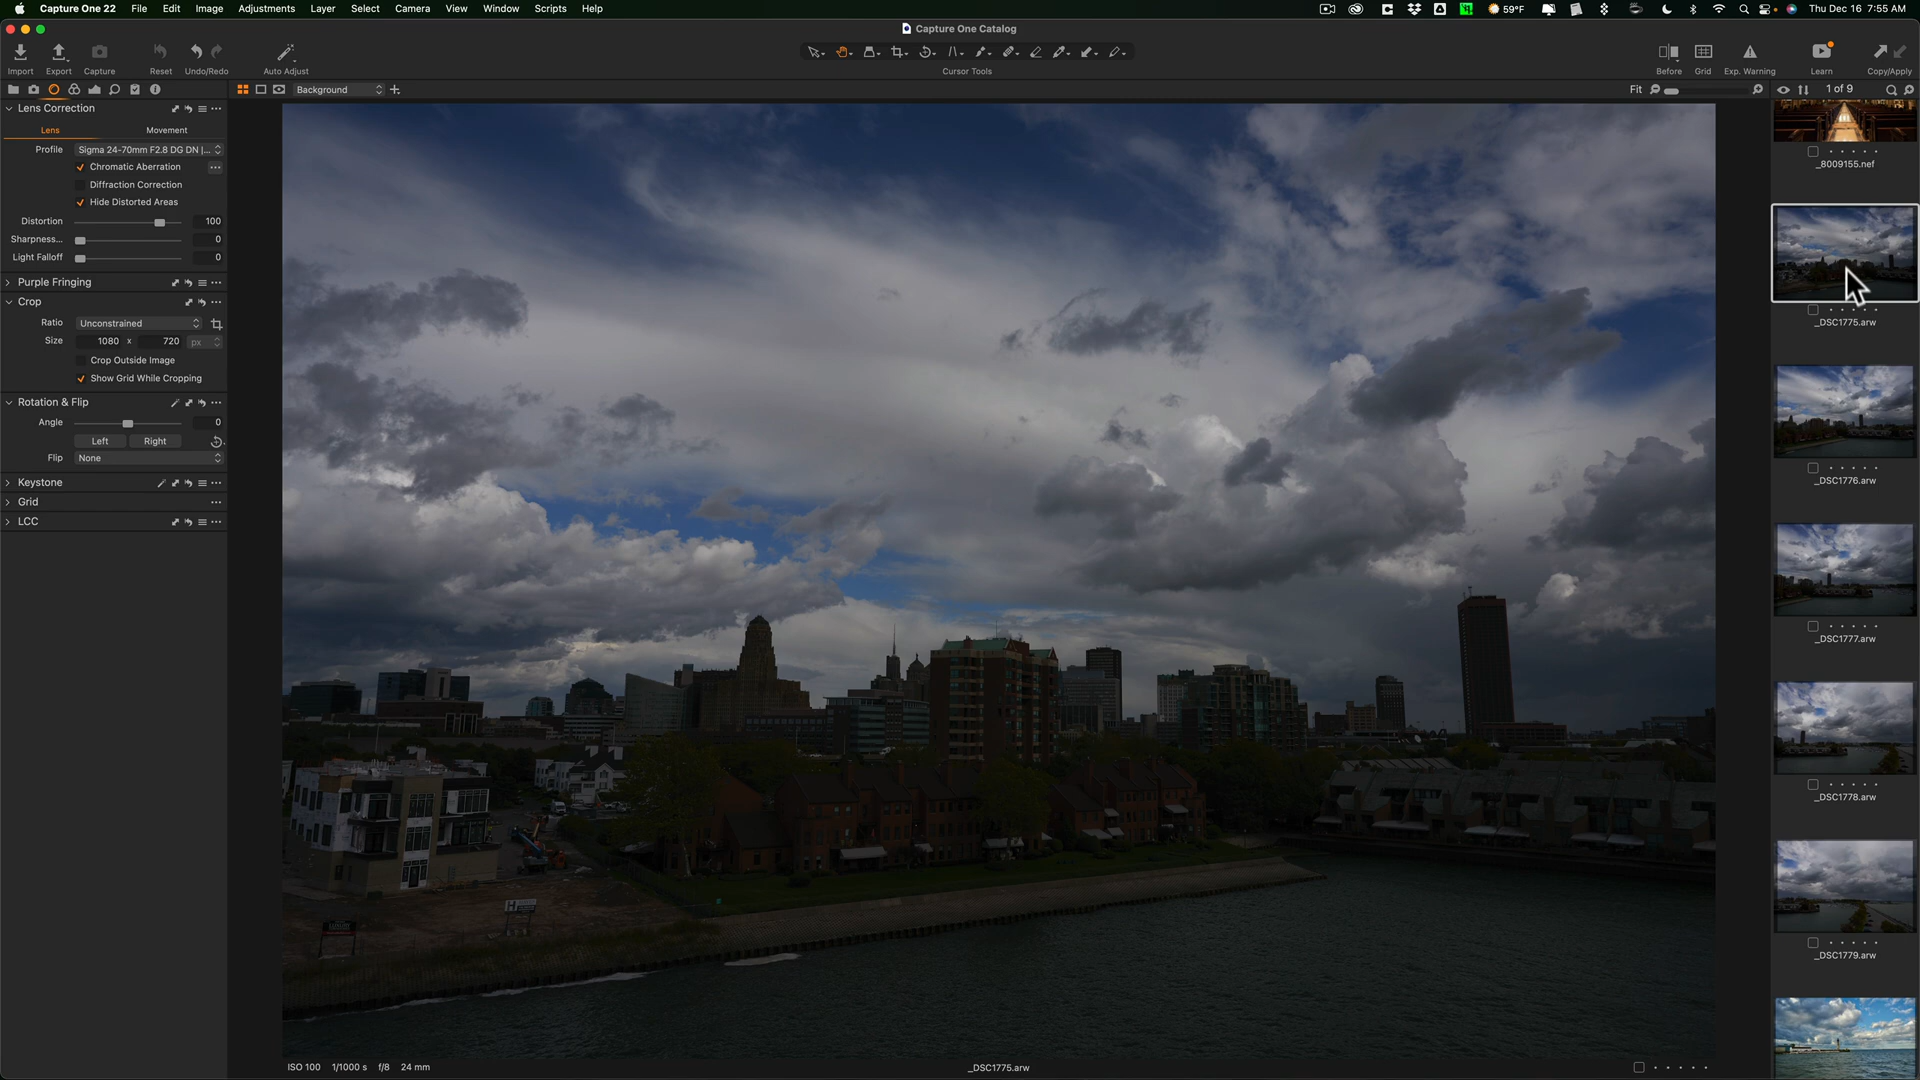 Capture One 22 File Edit Image Adjustments Layer Select Camera View Window Scripts Help 59°F Thu Dec 16 7:55 AM
Capture One Catalog
Import Export Capture Reset Undo/Redo Auto Adjust Cursor Tools Before Grid Exp. Warning Learn Copy/Apply
Background Fit 1 of 9
Lens Correction
Lens Movement
Profile Sigma 24-70mm F2.8 DG DN |...
Chromatic Aberration
Diffraction Correction
Hide Distorted Areas
Distortion 100
Sharpness... 0
Light Falloff 0
Purple Fringing
Crop
Ratio Unconstrained
Size 1080 x 720 px
Crop Outside Image
Show Grid While Cropping
Rotation & Flip
Angle 0
Left Right
Flip None
Keystone
Grid
LCC
_8009155.nef
_DSC1775.arw
_DSC1776.arw
_DSC1777.arw
_DSC1778.arw
_DSC1779.arw
ISO 100 1/1000 s f/8 24 mm _DSC1775.arw